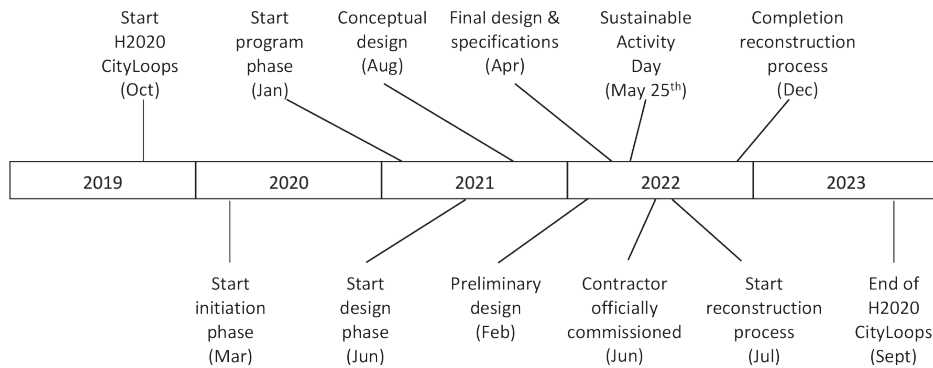 Start
H2020
CityLoops
(Oct)
Start
program
phase
(Jan)
Conceptual
design
(Aug)
Final design &
specifications
(Apr)
Sustainable
Activity
Day
(May 25th)
Completion
reconstruction
process
(Dec)
2019
2020
2021
2022
2023
Start
initiation
phase
(Mar)
Start
design
phase
(Jun)
Preliminary
design
(Feb)
Contractor
officially
commissioned
(Jun)
Start
reconstruction
process
(Jul)
End of
H2020
CityLoops
(Sept)